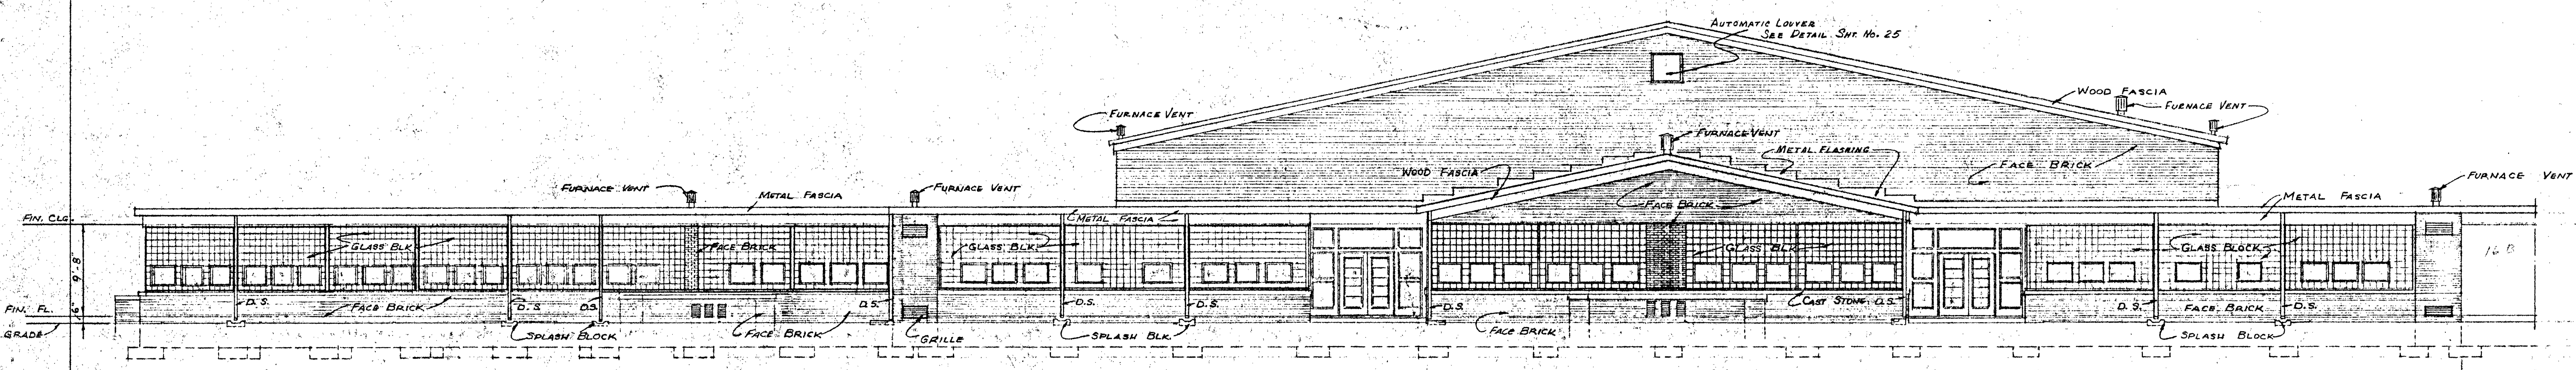 AUTOMATIC LOUVER
SEE DETAIL SHT. No. 25
WOOD FASCIA
FURNACE VENT
FURNACE VENT
FURNACE VENT
METAL FLASHING
FACE BRICK
WOOD FASCIA
FURNACE VENT
METAL FASCIA
FURNACE VENT
FURNACE VENT
FACE BRICK
METAL FASCIA
METAL FASCIA
FIN. CLG.
GLASS BLK
FACE BRICK
GLASS BLK
GLASS BLK
GLASS BLOCK
16 B
9'-8"
FIN. FL.
6"
GRADE
D.S.
FACE BRICK
D.S.
D.S.
D.S.
D.S.
D.S.
D.S.
CAST STONE
D.S.
D.S.
FACE BRICK
D.S.
SPLASH BLOCK
FACE BRICK
GRILLE
SPLASH BLK
FACE BRICK
SPLASH BLOCK